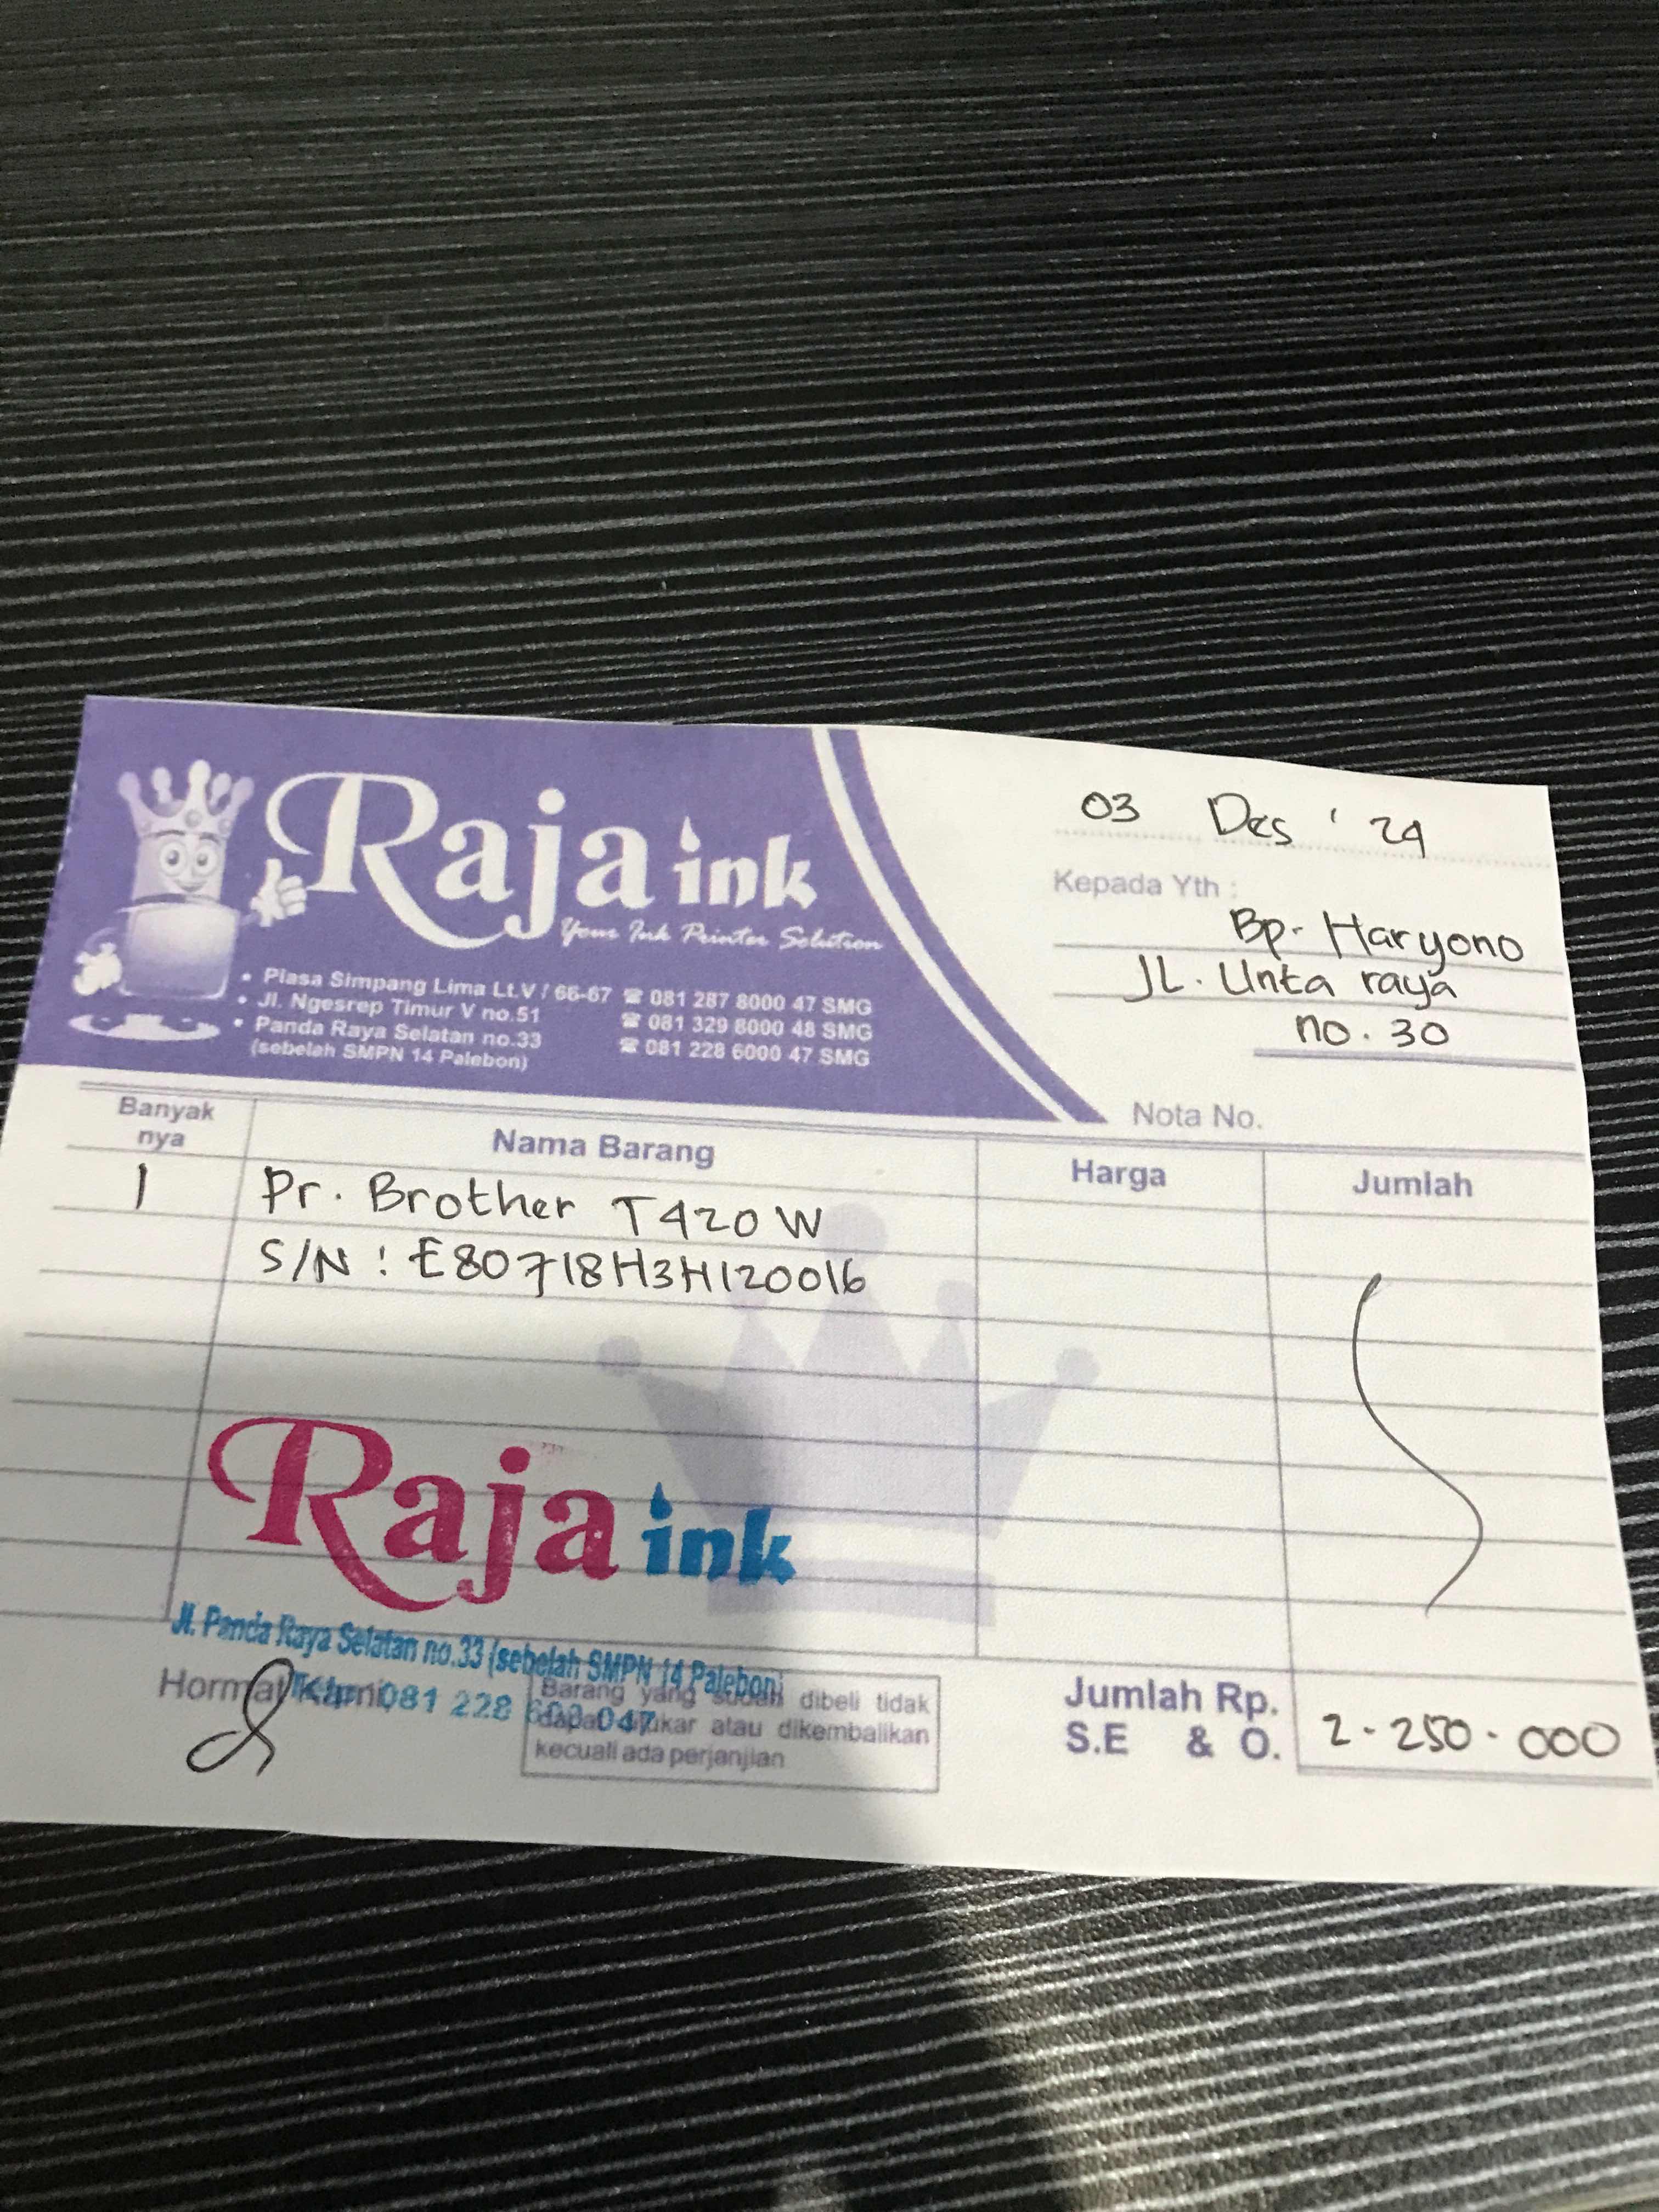 Raja ink
Your Ink Printer Solution
• Plasa Simpang Lima Lt.V / 66-67 ☎ 081 287 8000 47 SMG
• Jl. Ngesrep Timur V no.51 ☎ 081 329 8000 48 SMG
• Panda Raya Selatan no.33 ☎ 081 228 6000 47 SMG
(sebelah SMPN 14 Palebon)
03 Des '24
Kepada Yth :
Bp. Haryono
JL. Unta raya
no. 30
Nota No.
Banyak
nya
Nama Barang
Harga
Jumlah
1 Pr. Brother T420W
S/N : E80718H3H120016
Raja ink
Jl. Panda Raya Selatan no.33 (sebelah SMPN 14 Palebon)
081 228 600 047
Hormat Kami,
Barang yang sudah dibeli tidak
dapat ditukar atau dikembalikan
kecuali ada perjanjian
Jumlah Rp.
S.E & O.
2.250.000